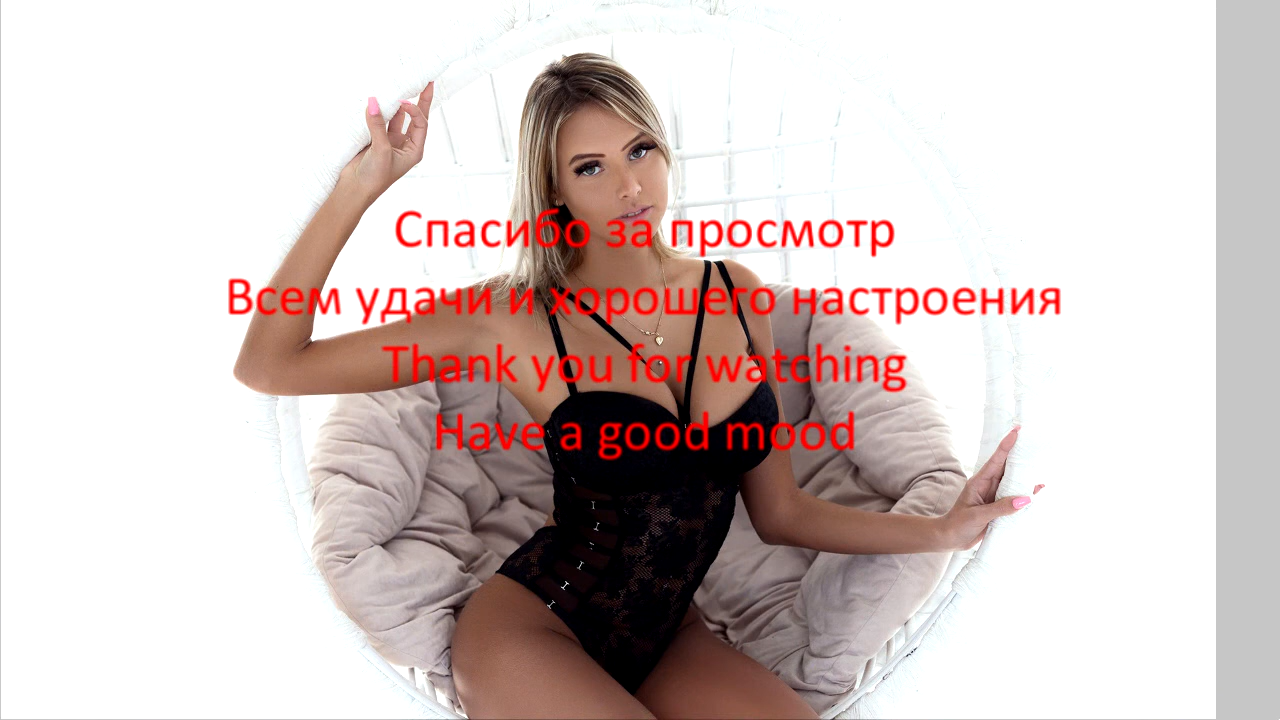 Спасибо за просмотр
Всем удачи и хорошего настроения
Thank you for watching
Have a good mood